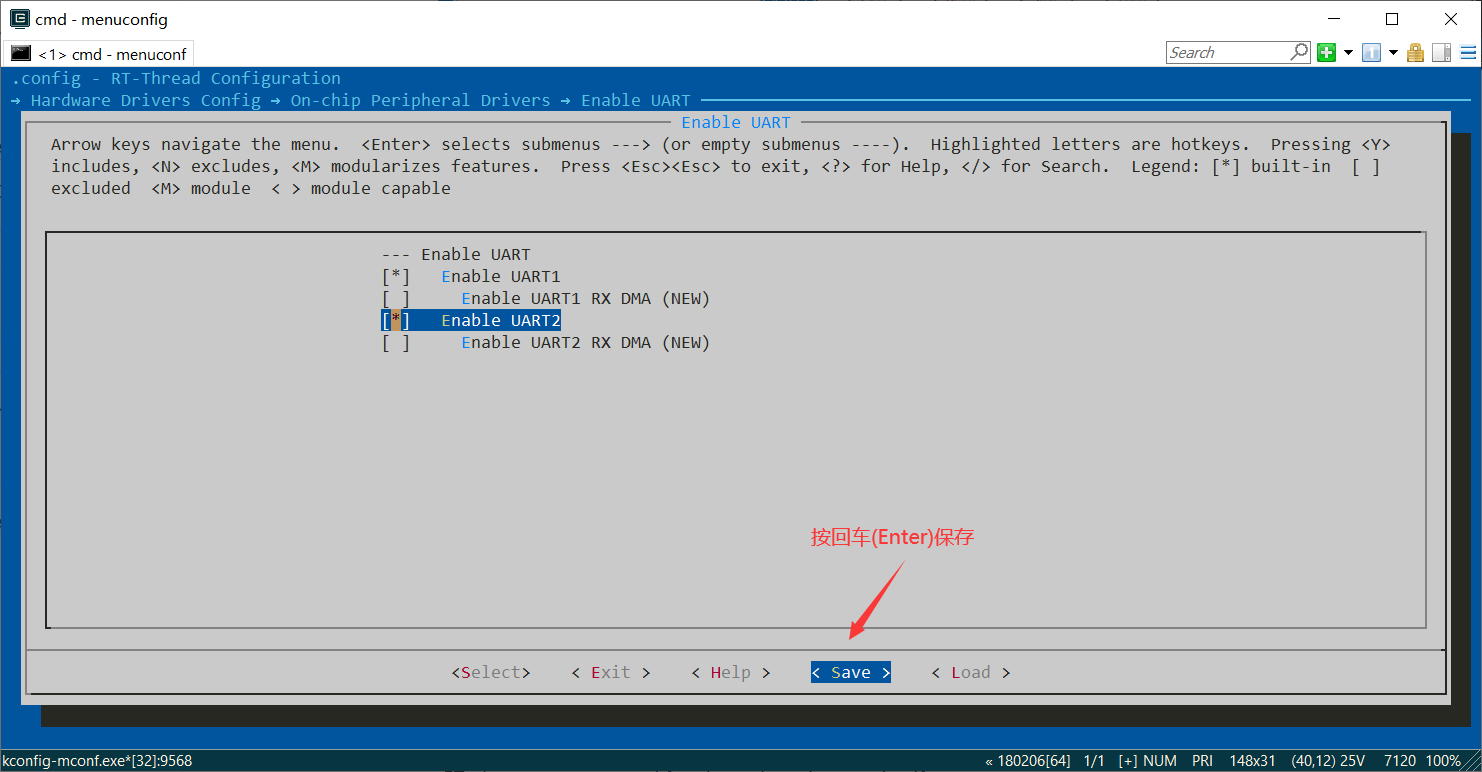 cmd - menuconfig
<1> cmd - menuconf
Search
.config - RT-Thread Configuration
→ Hardware Drivers Config → On-chip Peripheral Drivers → Enable UART
Enable UART
Arrow keys navigate the menu.  <Enter> selects submenus ---> (or empty submenus ----).  Highlighted letters are hotkeys.  Pressing <Y>
includes, <N> excludes, <M> modularizes features.  Press <Esc><Esc> to exit, <?> for Help, </> for Search.  Legend: [*] built-in  [ ]
excluded  <M> module  < > module capable
--- Enable UART
[*]   Enable UART1
[ ]     Enable UART1 RX DMA (NEW)
[*]   Enable UART2
[ ]     Enable UART2 RX DMA (NEW)
按回车(Enter)保存
<Select>    < Exit >    < Help >    < Save >    < Load >
kconfig-mconf.exe*[32]:9568    « 180206[64]  1/1  [+] NUM  PRI  148x31  (40,12) 25V  7120  100%